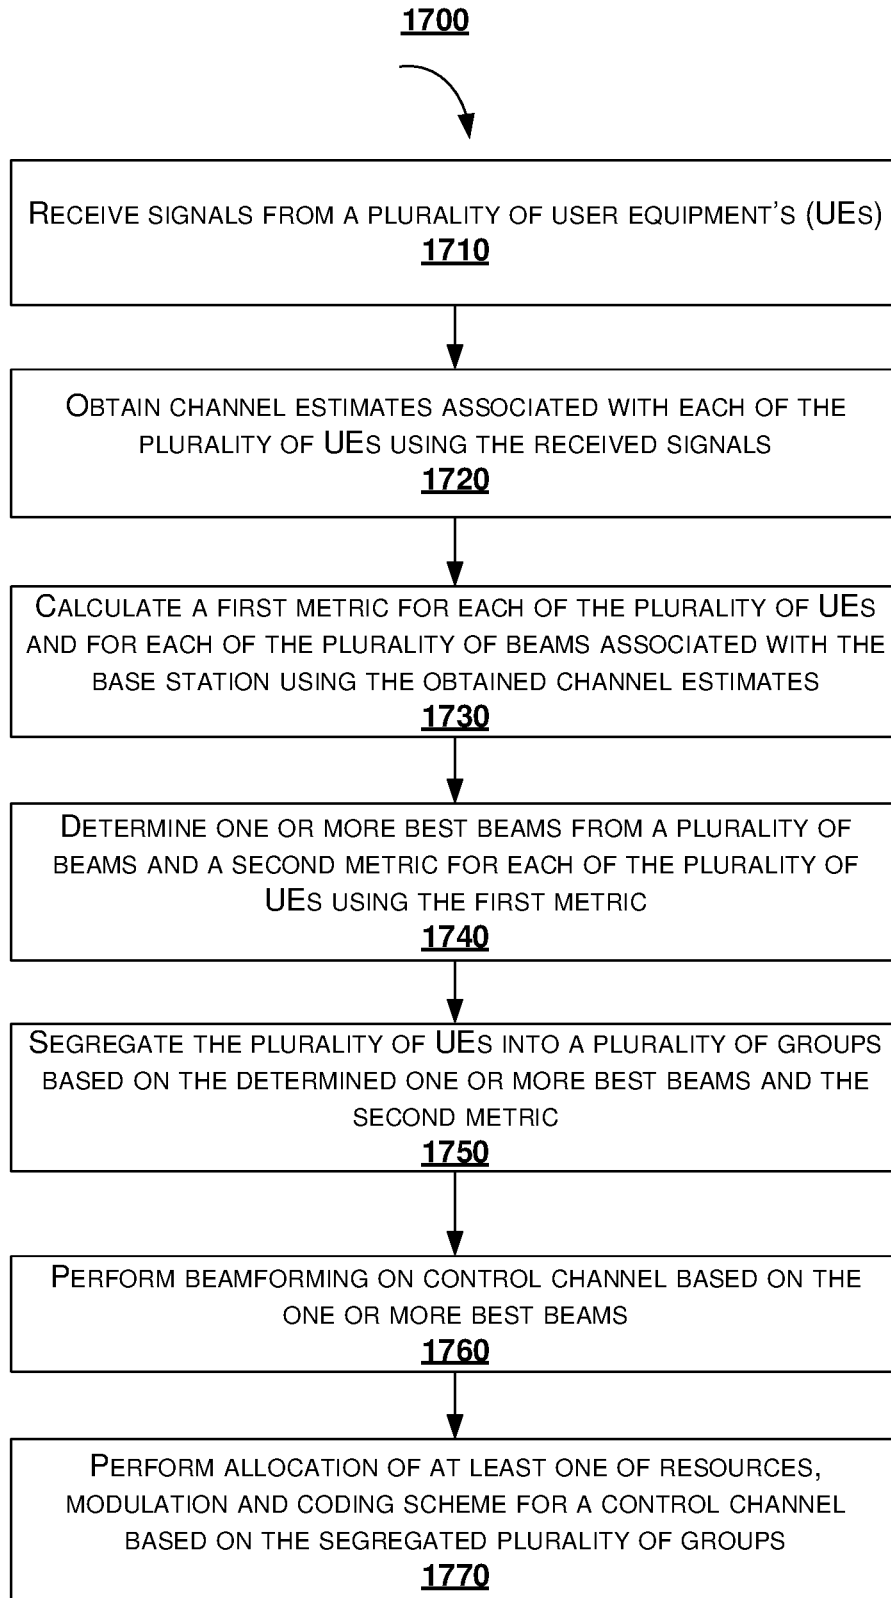 1700
RECEIVE SIGNALS FROM A PLURALITY OF USER EQUIPMENT'S (UES)
1710
OBTAIN CHANNEL ESTIMATES ASSOCIATED WITH EACH OF THE
PLURALITY OF UES USING THE RECEIVED SIGNALS
1720
CALCULATE A FIRST METRIC FOR EACH OF THE PLURALITY OF UES
AND FOR EACH OF THE PLURALITY OF BEAMS ASSOCIATED WITH THE
BASE STATION USING THE OBTAINED CHANNEL ESTIMATES
1730
DETERMINE ONE OR MORE BEST BEAMS FROM A PLURALITY OF
BEAMS AND A SECOND METRIC FOR EACH OF THE PLURALITY OF
UES USING THE FIRST METRIC
1740
SEGREGATE THE PLURALITY OF UES INTO A PLURALITY OF GROUPS
BASED ON THE DETERMINED ONE OR MORE BEST BEAMS AND THE
SECOND METRIC
1750
PERFORM BEAMFORMING ON CONTROL CHANNEL BASED ON THE
ONE OR MORE BEST BEAMS
1760
PERFORM ALLOCATION OF AT LEAST ONE OF RESOURCES,
MODULATION AND CODING SCHEME FOR A CONTROL CHANNEL
BASED ON THE SEGREGATED PLURALITY OF GROUPS
1770